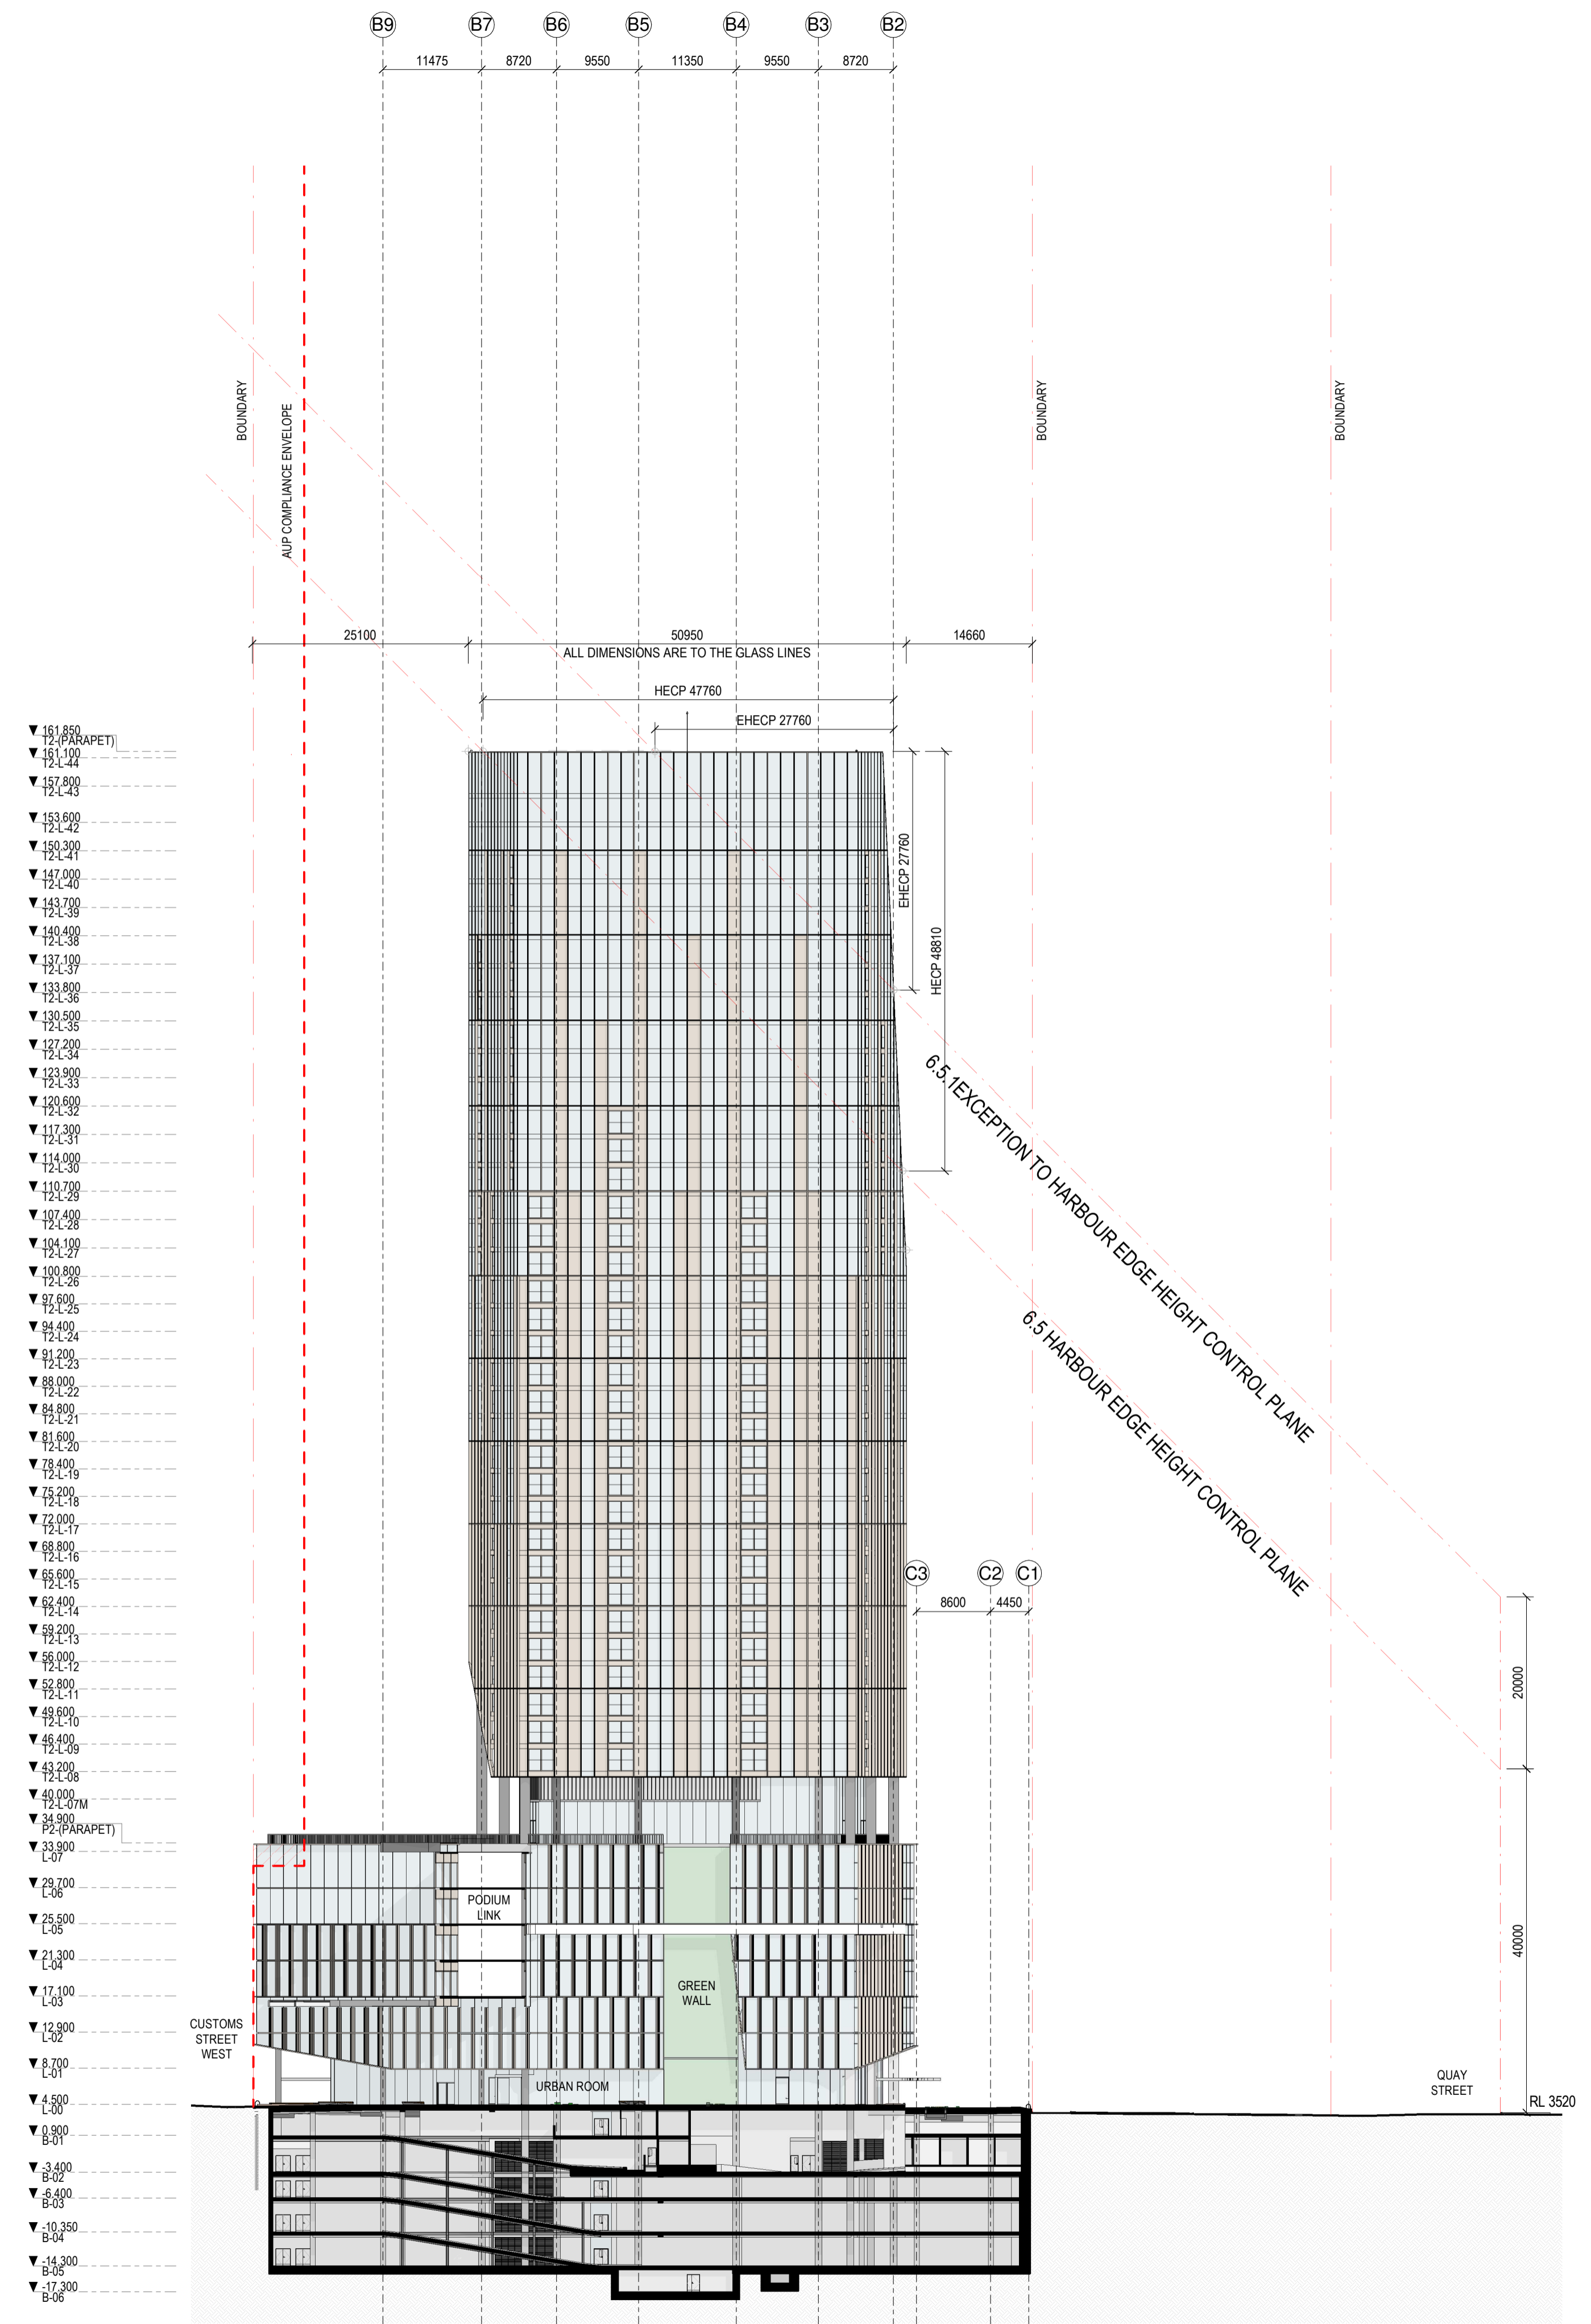 B9 B7 B6 B5 B4 B3 B2
11475 8720 9550 11350 9550 8720
BOUNDARY
AUP COMPLIANCE ENVELOPE
BOUNDARY
BOUNDARY
25100 50950 14660
ALL DIMENSIONS ARE TO THE GLASS LINES
HECP 47760
EHECP 27760
EHECP 27760
HECP 48810
6.5.1EXCEPTION TO HARBOUR EDGE HEIGHT CONTROL PLANE
6.5 HARBOUR EDGE HEIGHT CONTROL PLANE
161.850
T2-(PARAPET)
161.100
T2-L-44
157.800
T2-L-43
153.600
T2-L-42
150.300
T2-L-41
147.000
T2-L-40
143.700
T2-L-39
140.400
T2-L-38
137.100
T2-L-37
133.800
T2-L-36
130.500
T2-L-35
127.200
T2-L-34
123.900
T2-L-33
120.600
T2-L-32
117.300
T2-L-31
114.000
T2-L-30
110.700
T2-L-29
107.400
T2-L-28
104.100
T2-L-27
100.800
T2-L-26
97.600
T2-L-25
94.400
T2-L-24
91.200
T2-L-23
88.000
T2-L-22
84.800
T2-L-21
81.600
T2-L-20
78.400
T2-L-19
75.200
T2-L-18
72.000
T2-L-17
68.800
T2-L-16
65.600
T2-L-15
62.400
T2-L-14
59.200
T2-L-13
56.000
T2-L-12
52.800
T2-L-11
49.600
T2-L-10
46.400
T2-L-09
43.200
T2-L-08
40.000
T2-L-07M
34.900
P2-(PARAPET)
33.900
L-07
29.700
L-06
25.500
L-05
21.300
L-04
17.100
L-03
12.900
L-02
8.700
L-01
4.500
L-00
0.900
B-01
-3.400
B-02
-6.400
B-03
-10.350
B-04
-14.300
B-05
-17.300
B-06
C3 C2 C1
8600 4450
20000
40000
PODIUM
LINK
GREEN
WALL
CUSTOMS
STREET
WEST
URBAN ROOM
QUAY
STREET
RL 3520